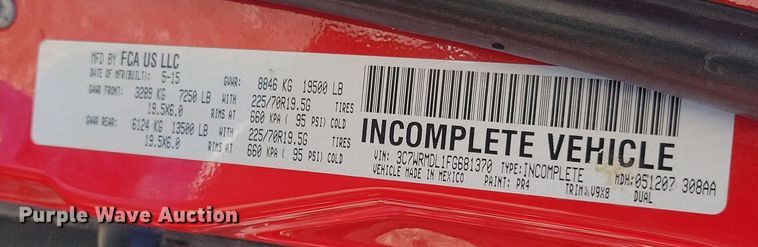 MFD BY FCA US LLC
DATE OF MFR(BUILT): 5-15 GVWR: 8846 KG 19500 LB
GAWR FRONT: 3289 KG 7250 LB WITH 225/70R19.5G TIRES
19.5X6.0 RIMS AT 660 KPA ( 95 PSI) COLD
GAWR REAR: 6124 KG 13500 LB WITH 225/70R19.5G TIRES
19.5X6.0 RIMS AT 660 KPA ( 95 PSI) COLD
INCOMPLETE VEHICLE
VIN: 3C7WRMDL1FG681370 TYPE:INCOMPLETE MDH:051207 308AA
VEHICLE MADE IN MEXICO PAINT: PR4 TRIM:V9X8 DUAL
Purple Wave Auction